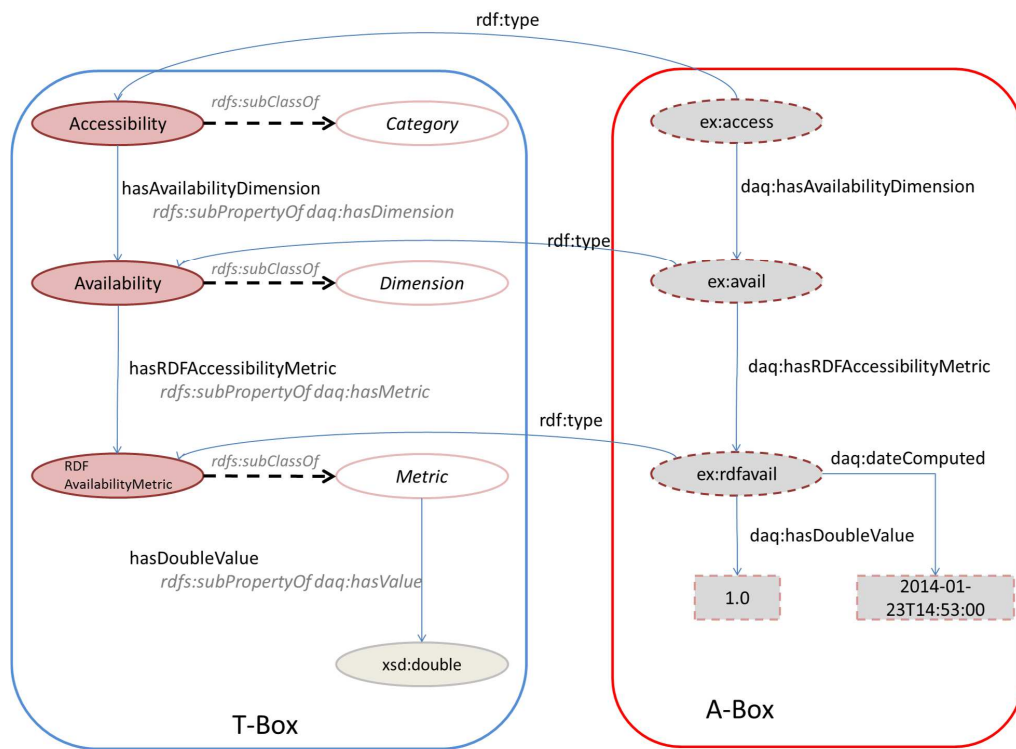 rdf:type
Accessibility
rdfs:subClassOf
Category
ex:access
hasAvailabilityDimension
rdfs:subPropertyOf daq:hasDimension
daq:hasAvailabilityDimension
rdf:type
Availability
rdfs:subClassOf
Dimension
ex:avail
hasRDFAccessibilityMetric
rdfs:subPropertyOf daq:hasMetric
daq:hasRDFAccessibilityMetric
rdf:type
RDF
AvailabilityMetric
rdfs:subClassOf
Metric
ex:rdfavail
daq:dateComputed
hasDoubleValue
rdfs:subPropertyOf daq:hasValue
daq:hasDoubleValue
1.0
2014-01-
23T14:53:00
xsd:double
T-Box
A-Box